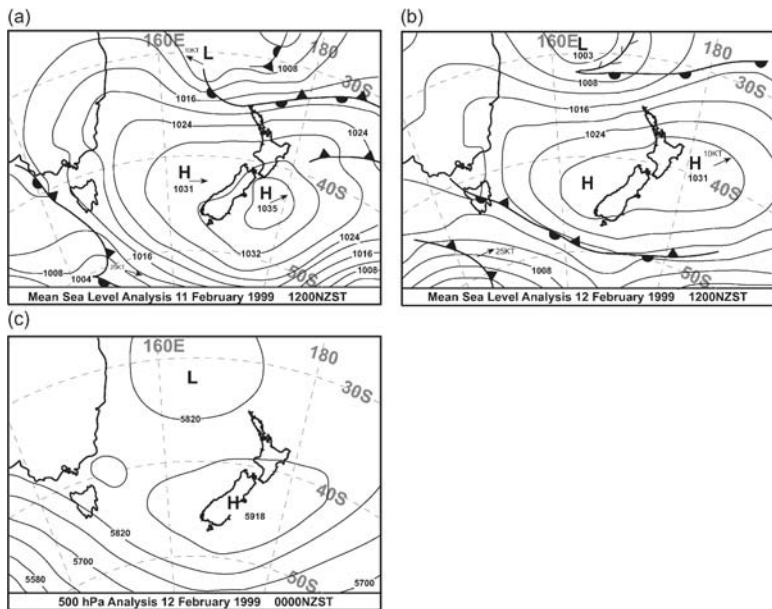 (a)
160E
180
10KT
L
1008
30S
1016
1024
1024
H
1031
H
1035
40S
1016
1032
1024
25KT
1016
1008
1008
1004
50S
Mean Sea Level Analysis 11 February 1999 1200NZST
(b)
160E
180
L
1003
1008
30S
1016
1024
H
10KT
1031
H
40S
25KT
1008
50S
Mean Sea Level Analysis 12 February 1999 1200NZST
(c)
160E
180
L
30S
5820
H
5918
40S
5820
5700
5580
50S
5700
500 hPa Analysis 12 February 1999 0000NZST